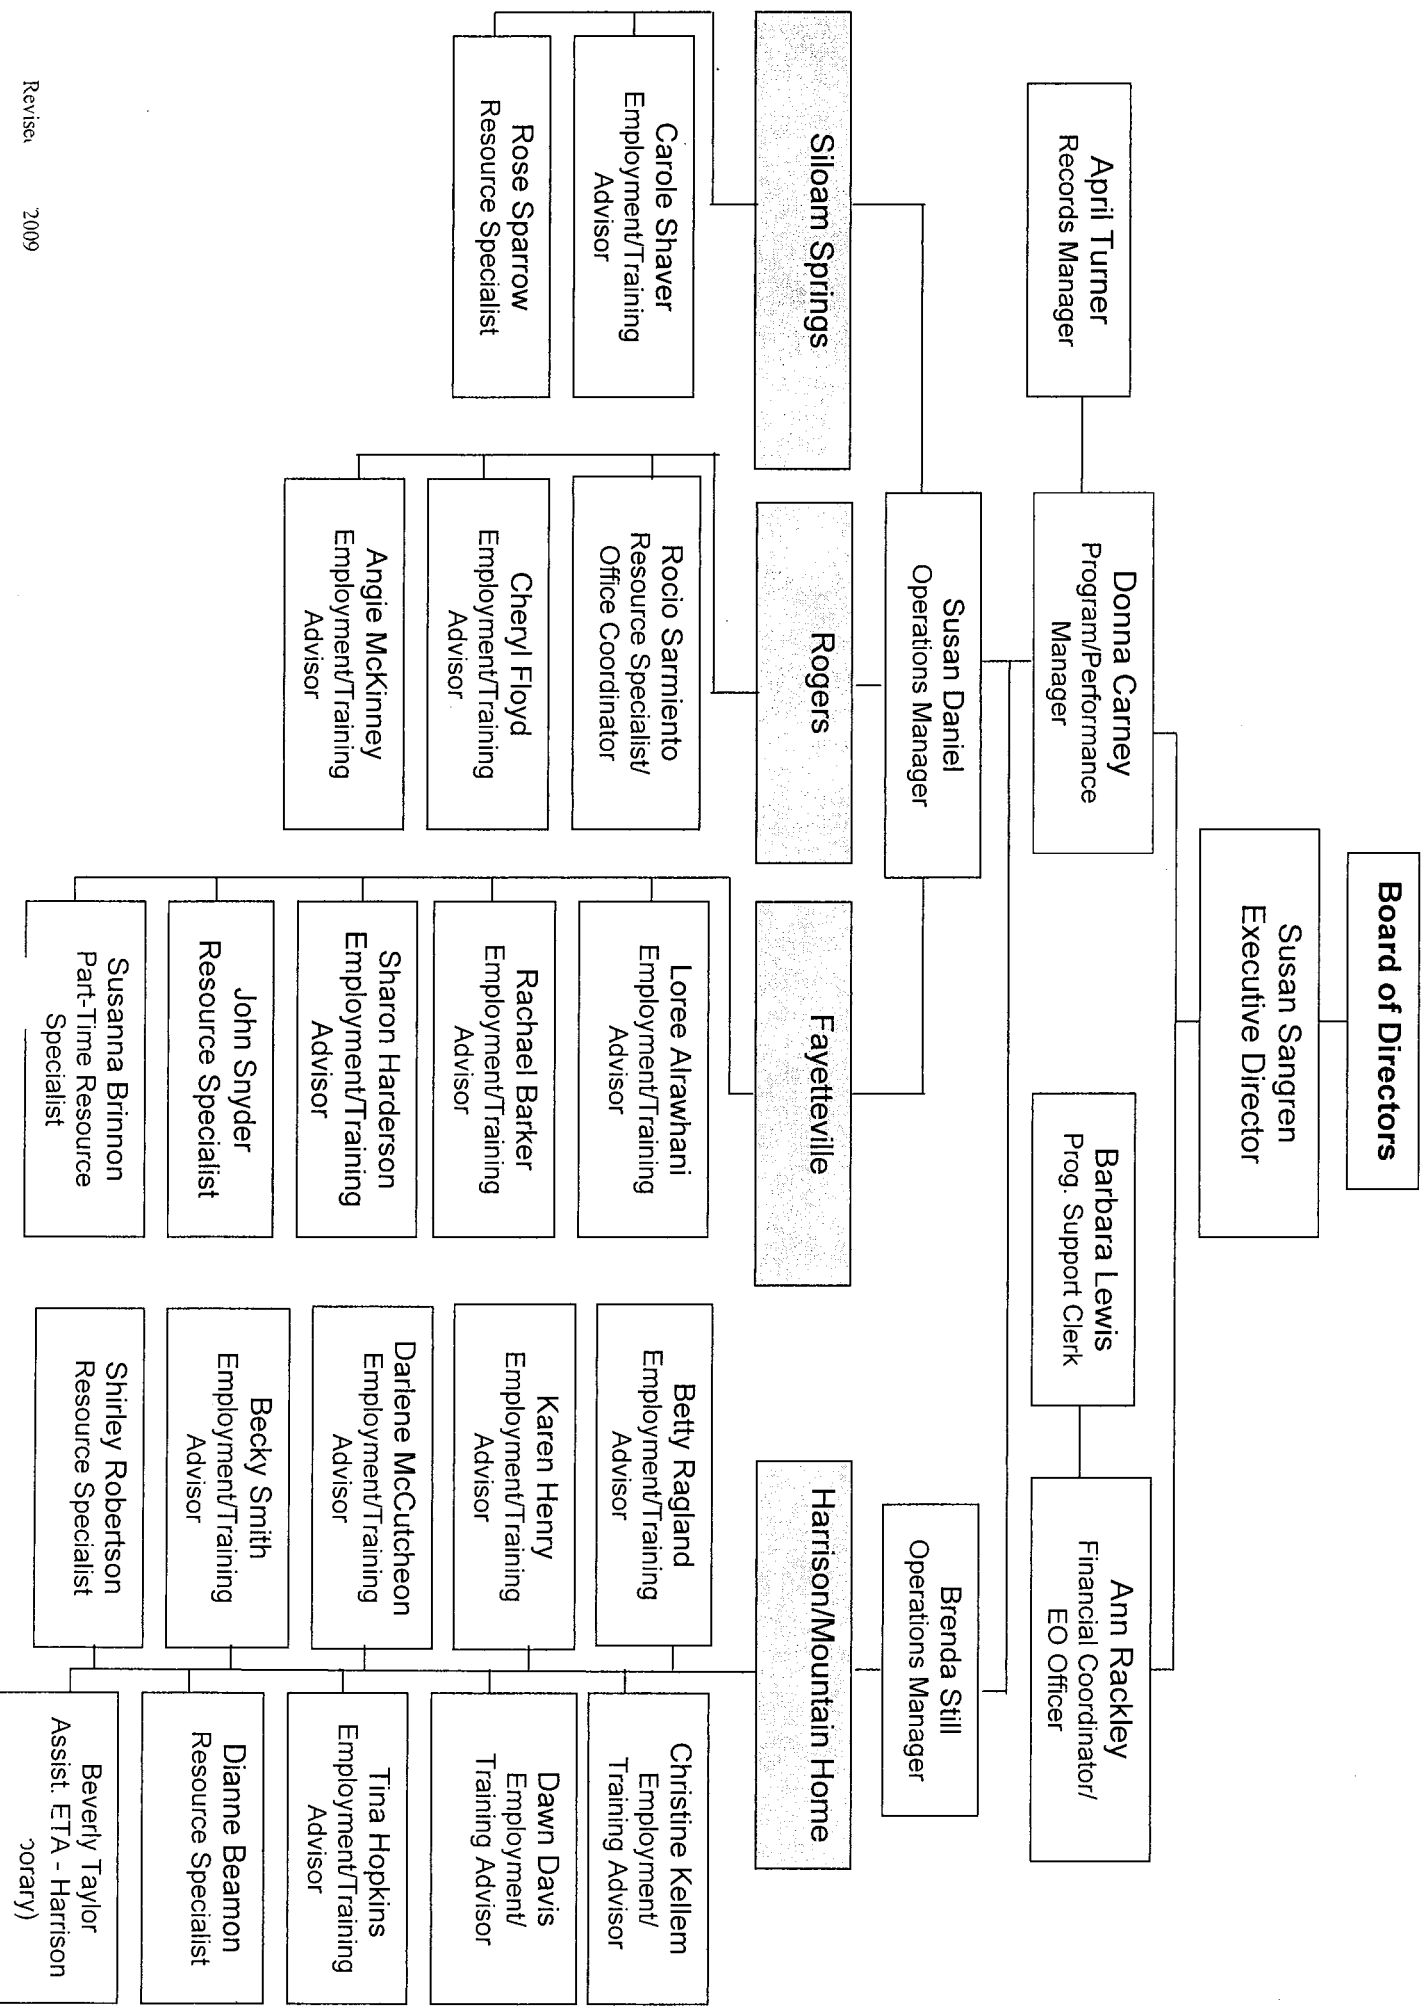 Board of Directors
Susan Sangren
Executive Director
Donna Carney
Program/Performance
Manager
April Turner
Records Manager
Barbara Lewis
Prog. Support Clerk
Ann Rackley
Financial Coordinator/
EO Officer
Susan Daniel
Operations Manager
Brenda Still
Operations Manager
Siloam Springs
Carole Shaver
Employment/Training
Advisor
Rose Sparrow
Resource Specialist
Rogers
Rocio Sarmiento
Resource Specialist/
Office Coordinator
Cheryl Floyd
Employment/Training
Advisor
Angie McKinney
Employment/Training
Advisor
Fayetteville
Loree Alrawhani
Employment/Training
Advisor
Rachael Barker
Employment/Training
Advisor
Sharon Harderson
Employment/Training
Advisor
John Snyder
Resource Specialist
Susanna Brinnon
Part-Time Resource
Specialist
Harrison/Mountain Home
Betty Ragland
Employment/Training
Advisor
Karen Henry
Employment/Training
Advisor
Darlene McCutcheon
Employment/Training
Advisor
Becky Smith
Employment/Training
Advisor
Shirley Robertson
Resource Specialist
Christine Kellem
Employment/
Training Advisor
Dawn Davis
Employment/
Training Advisor
Tina Hopkins
Employment/Training
Advisor
Dianne Beamon
Resource Specialist
Beverly Taylor
Assist. ETA - Harrison
2009